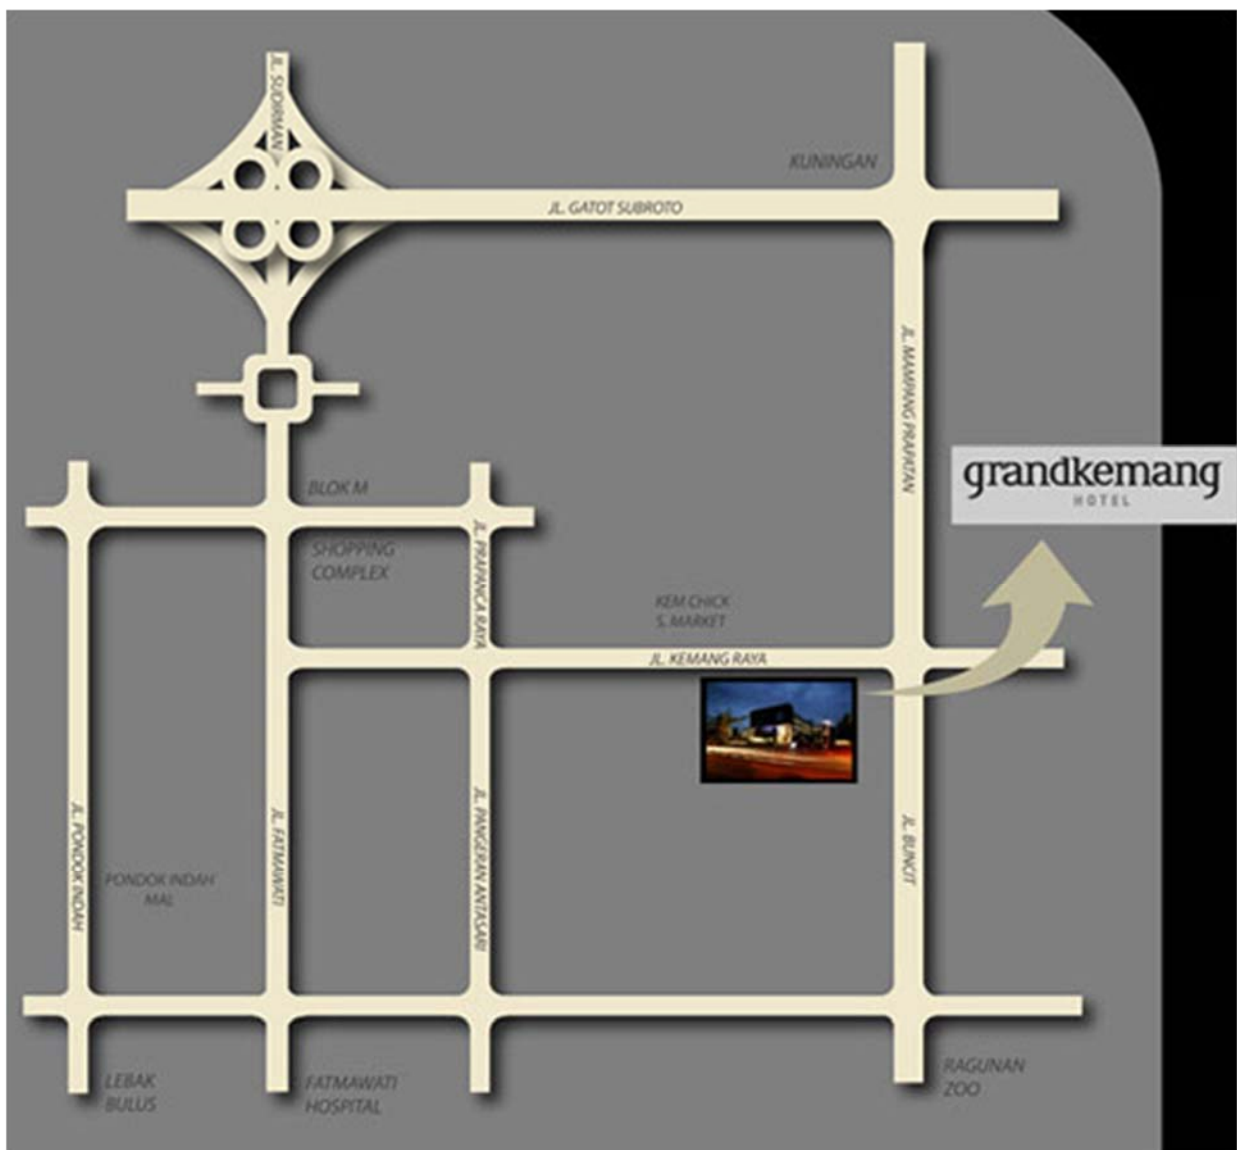 JL. SUDIRMAN
KUNINGAN
JL. GATOT SUBROTO
JL. MAMPANG PRAPATAN
grandkemang
HOTEL
BLOK M
SHOPPING
COMPLEX
JL. PRAPANCA RAYA
KEM CHICK
S. MARKET
JL. KEMANG RAYA
JL. PONDOK INDAH
PONDOK INDAH
MAL
JL. FATMAWATI
JL. PANGERAN ANTASARI
JL. BUNCIT
LEBAK
BULUS
FATMAWATI
HOSPITAL
RAGUNAN
ZOO